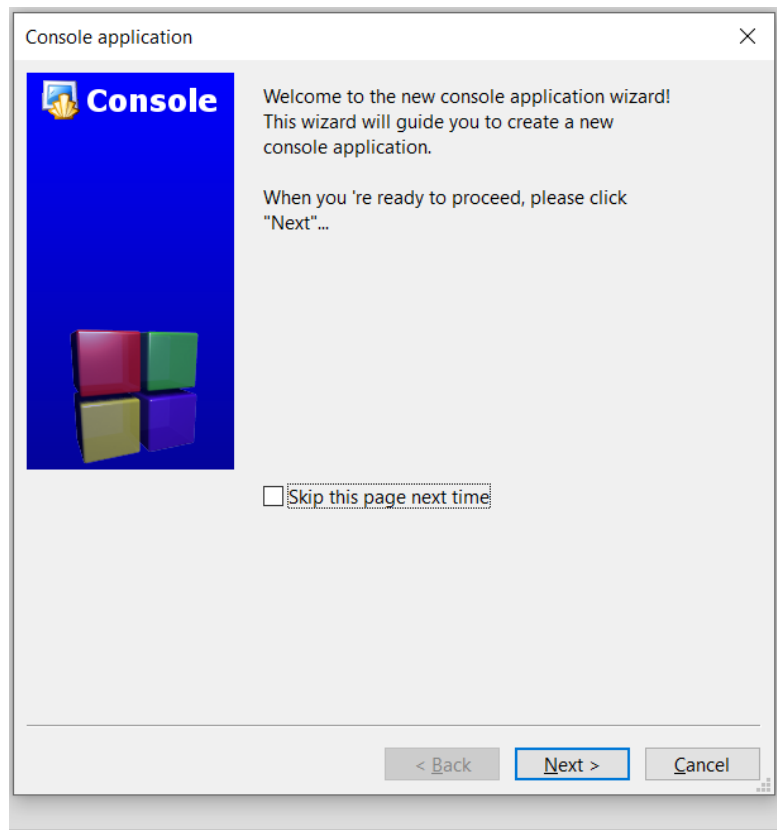 Console application
Console
Welcome to the new console application wizard!
This wizard will guide you to create a new
console application.
When you 're ready to proceed, please click
"Next"...
Skip this page next time
< Back
Next >
Cancel